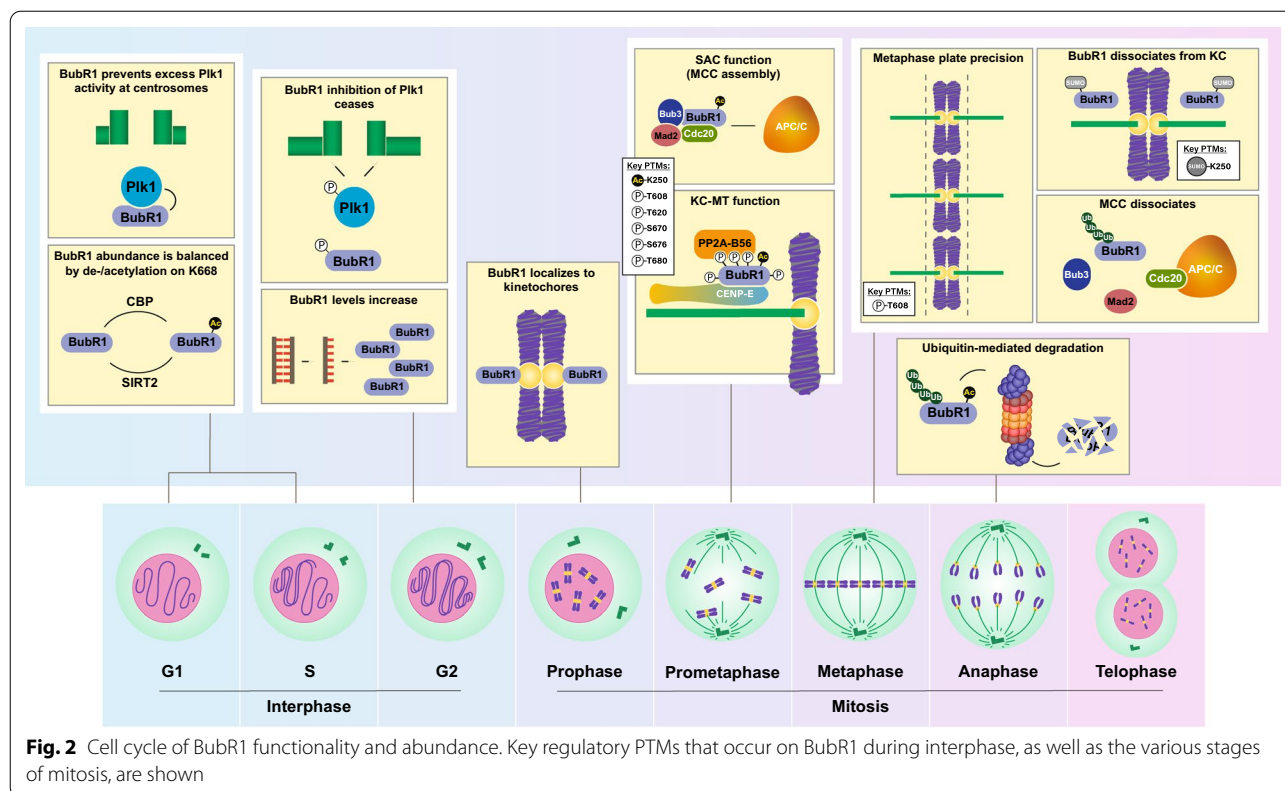 BubR1 prevents excess Plk1
activity at centrosomes
Plk1
BubR1
BubR1 abundance is balanced
by de-/acetylation on K668
CBP
Ac
BubR1
BubR1
SIRT2
BubR1 inhibition of Plk1
ceases
P
Plk1
P
BubR1
BubR1 levels increase
BubR1
BubR1
BubR1
BubR1
BubR1 localizes to
kinetochores
BubR1
BubR1
SAC function
(MCC assembly)
Ac
Bub3
BubR1
Mad2
Cdc20
APC/C
Key PTMs:
Ac-K250
P-T608
P-T620
P-S670
P-S676
P-T680
KC-MT function
PP2A-B56
P P P Ac
P BubR1 P
CENP-E
Metaphase plate precision
Key PTMs:
P-T608
BubR1 dissociates from KC
SUMO
BubR1
SUMO
BubR1
Key PTMs:
SUMO-K250
MCC dissociates
Ub
Ub
Ub
Ub
BubR1
Bub3
Mad2
Cdc20
APC/C
Ubiquitin-mediated degradation
Ub
Ub
Ub
Ub
Ac
BubR1
G1
S
G2
Prophase
Prometaphase
Metaphase
Anaphase
Telophase
Interphase
Mitosis
Fig. 2 Cell cycle of BubR1 functionality and abundance. Key regulatory PTMs that occur on BubR1 during interphase, as well as the various stages
of mitosis, are shown